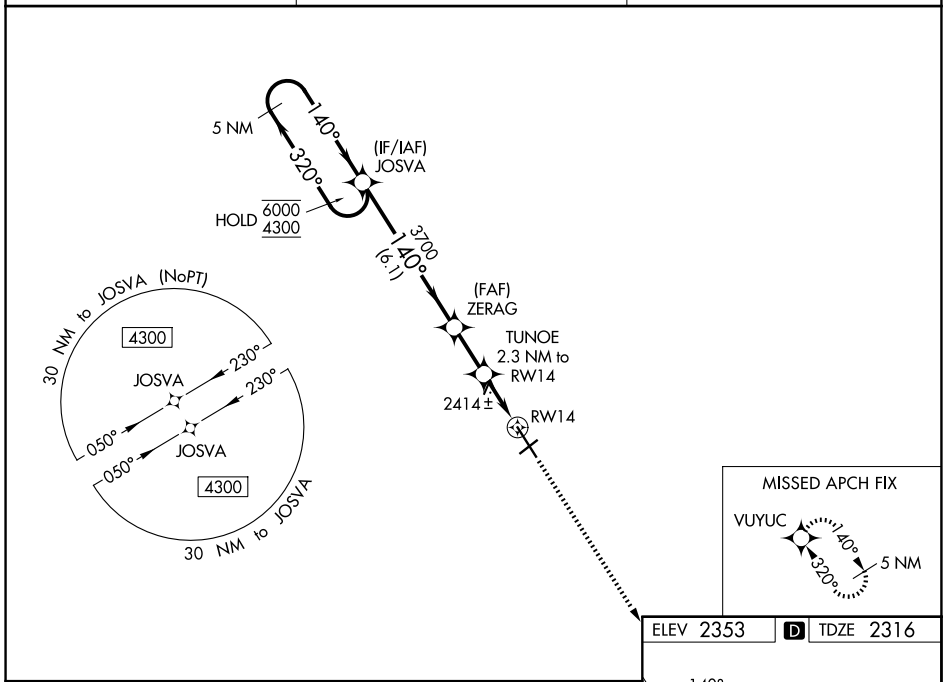 5 NM
140°
320°
(IF/IAF)
JOSVA
HOLD 6000
4300
3700
140°
(6.1)
(FAF)
ZERAG
TUNOE
2.3 NM to
RW14
2414±
RW14
30 NM to JOSVA (NoPT)
4300
JOSVA
230°
050°
230°
050°
JOSVA
4300
30 NM to JOSVA
MISSED APCH FIX
VUYUC
140°
320°
5 NM
ELEV 2353 D TDZE 2316